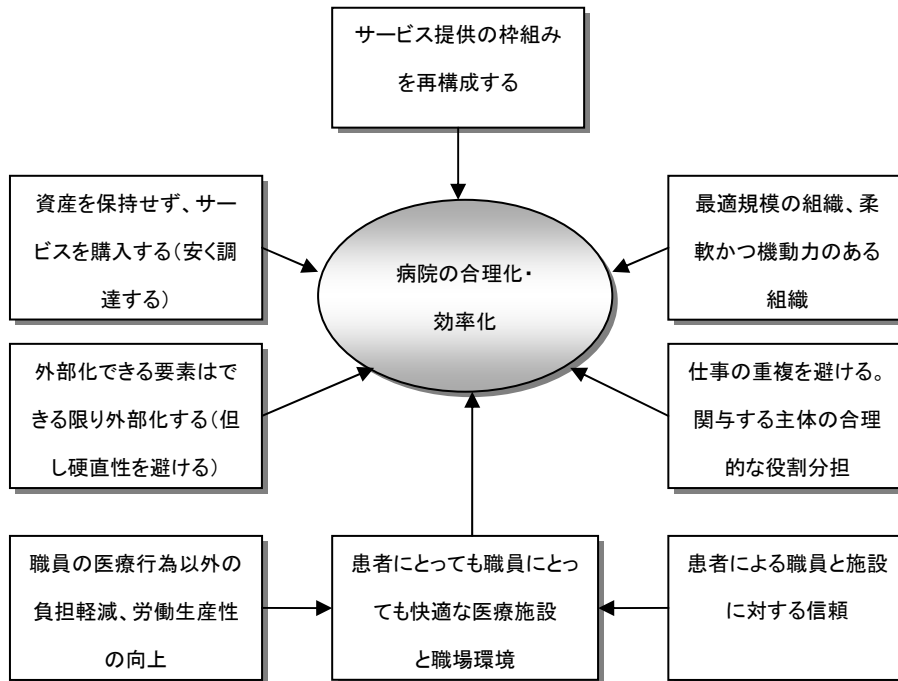 サービス提供の枠組み
を再構成する
資産を保持せず、サー
ビスを購入する(安く調
達する)
最適規模の組織、柔
軟かつ機動力のある
組織
病院の合理化・
効率化
外部化できる要素はで
きる限り外部化する(但
し硬直性を避ける)
仕事の重複を避ける。
関与する主体の合理
的な役割分担
職員の医療行為以外の
負担軽減、労働生産性
の向上
患者にとっても職員にとっ
ても快適な医療施設
と職場環境
患者による職員と施設
に対する信頼